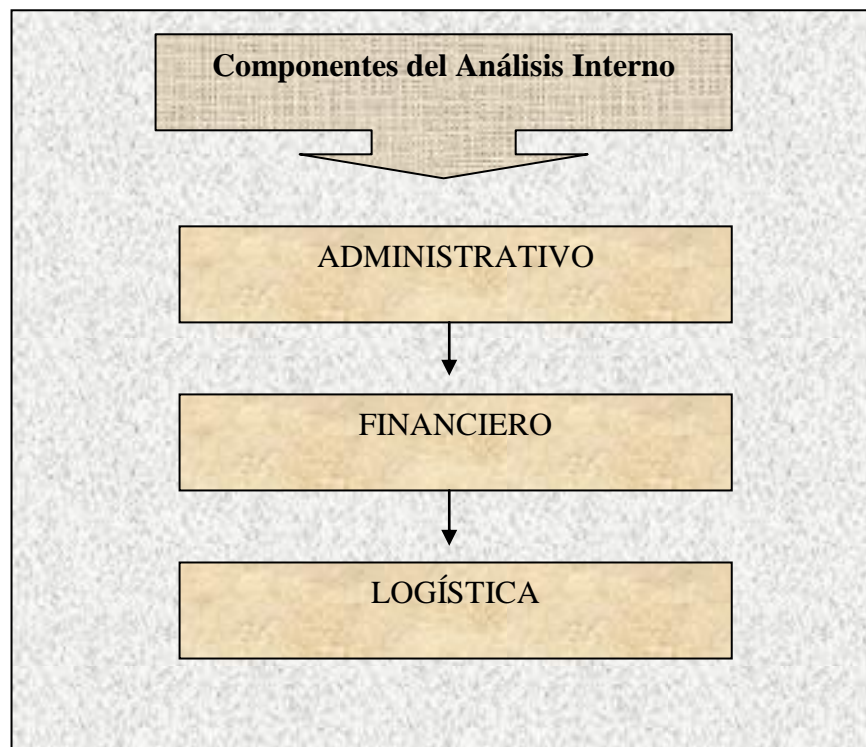 Componentes del Análisis Interno
ADMINISTRATIVO
FINANCIERO
LOGÍSTICA